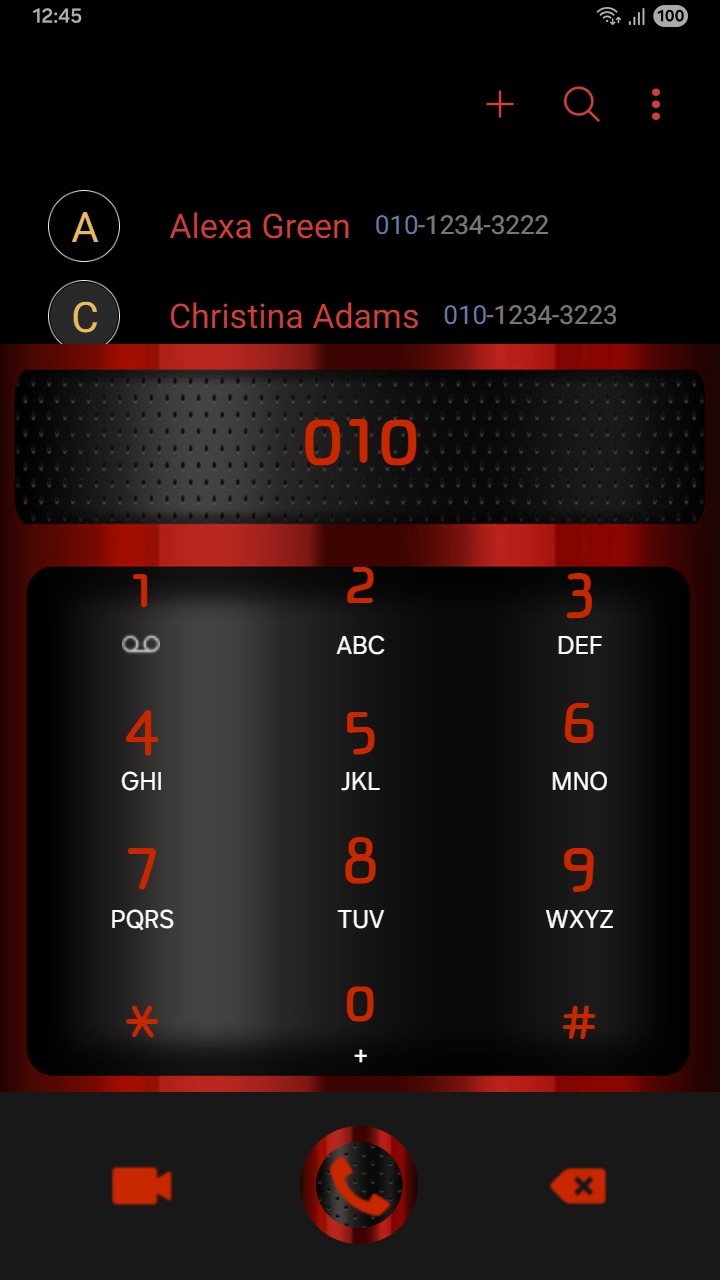 12:45 100
A Alexa Green 010-1234-3222
C Christina Adams 010-1234-3223
010
1 2 3
ABC DEF
4 5 6
GHI JKL MNO
7 8 9
PQRS TUV WXYZ
* 0 #
+